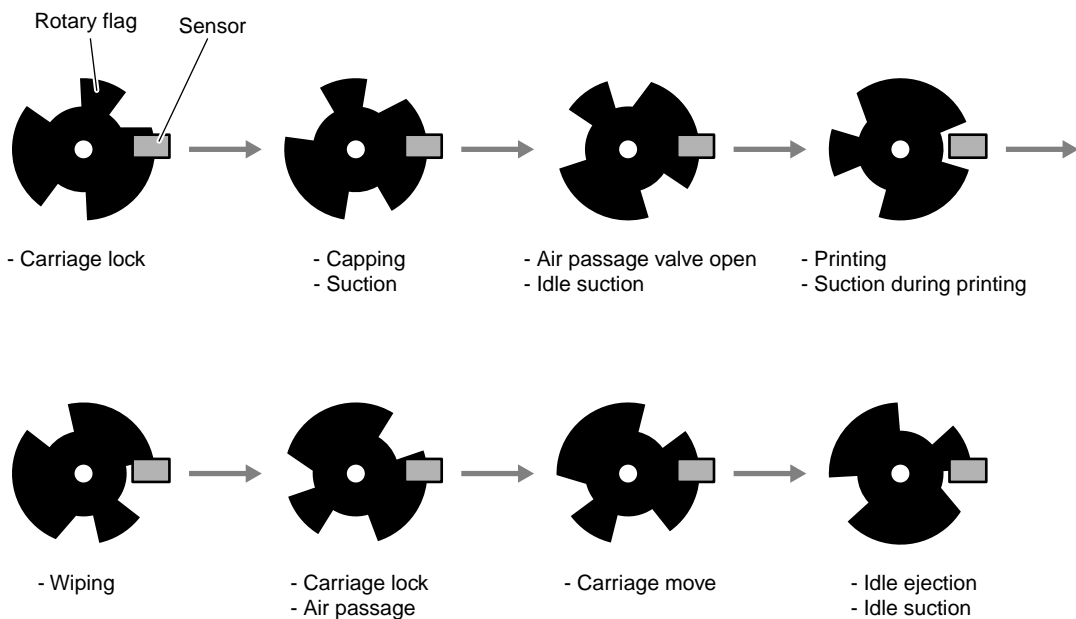 Rotary flag
Sensor
- Carriage lock
- Capping
- Suction
- Air passage valve open
- Idle suction
- Printing
- Suction during printing
- Wiping
- Carriage lock
- Air passage
- Carriage move
- Idle ejection
- Idle suction